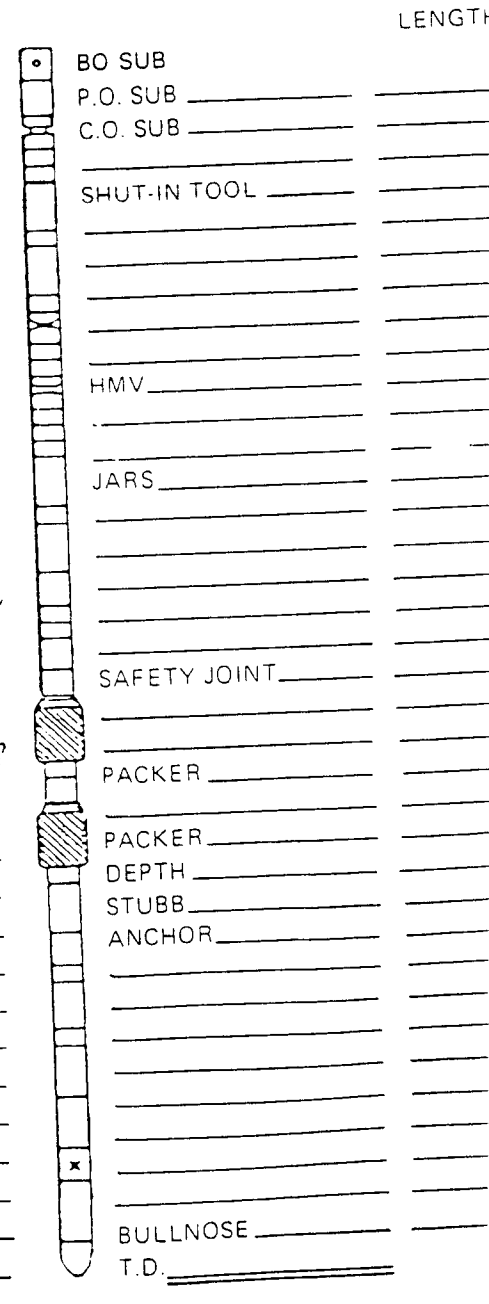 LENGTH
BO SUB
P.O. SUB
C.O. SUB
SHUT-IN TOOL
HMV
JARS
SAFETY JOINT
PACKER
PACKER
DEPTH
STUBB
ANCHOR
BULLNOSE
T.D.